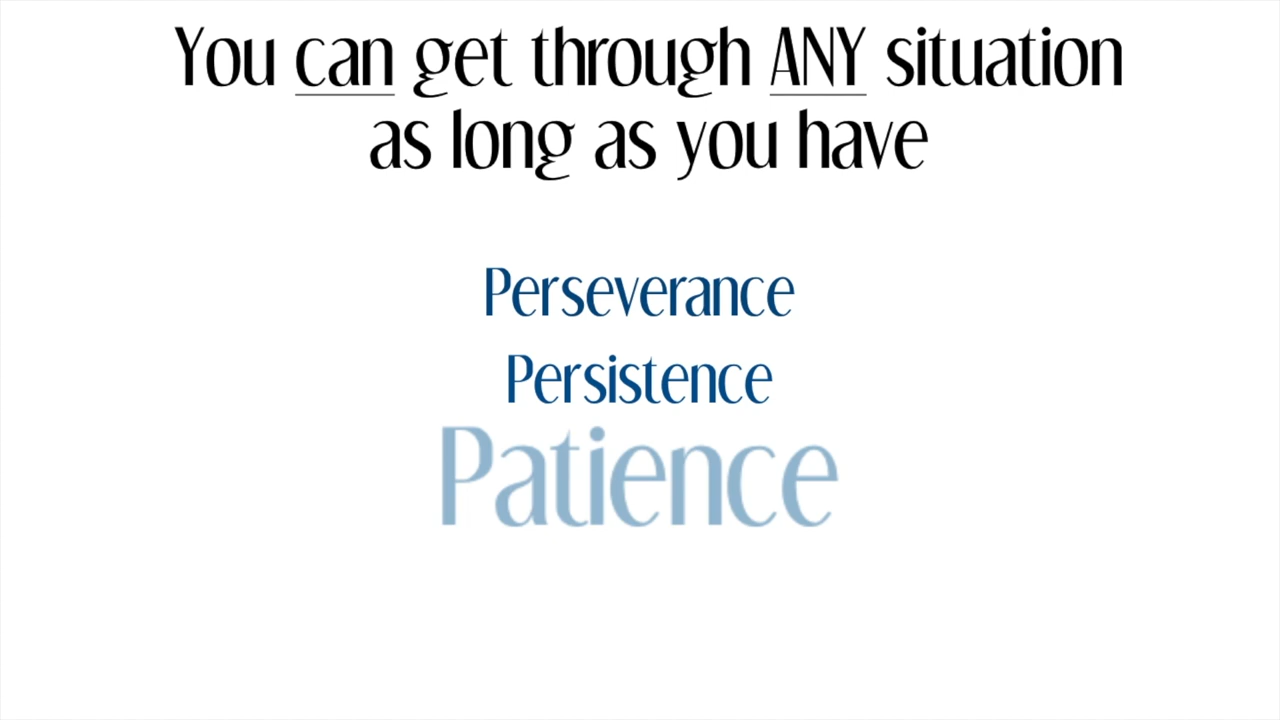 You can get through ANY situation
as long as you have
Perseverance
Persistence
Patience